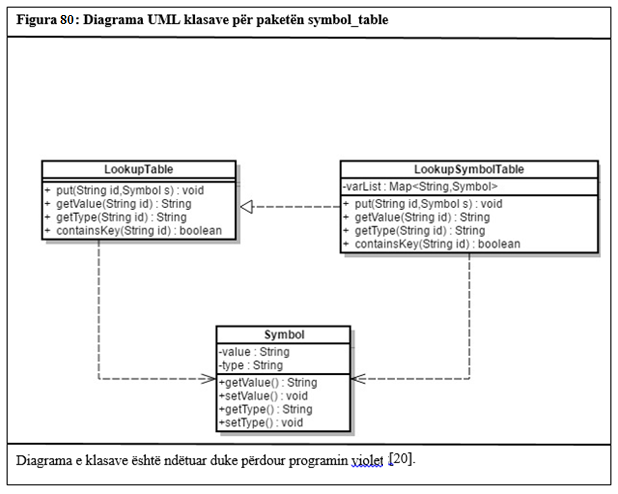 Figura 80: Diagrama UML klasave për paketën symbol_table
LookupTable
+ put(String id,Symbol s) : void
+ getValue(String id) : String
+ getType(String id) : String
+ containsKey(String id) : boolean
LookupSymbolTable
-varList : Map<String,Symbol>
+ put(String id,Symbol s) : void
+ getValue(String id) : String
+ getType(String id) : String
+ containsKey(String id) : boolean
Symbol
-value : String
-type : String
+getValue() : String
+setValue() : void
+getType() : String
+setType() : void
Diagrama e klasave është ndëtuar duke përdour programin violet [20].